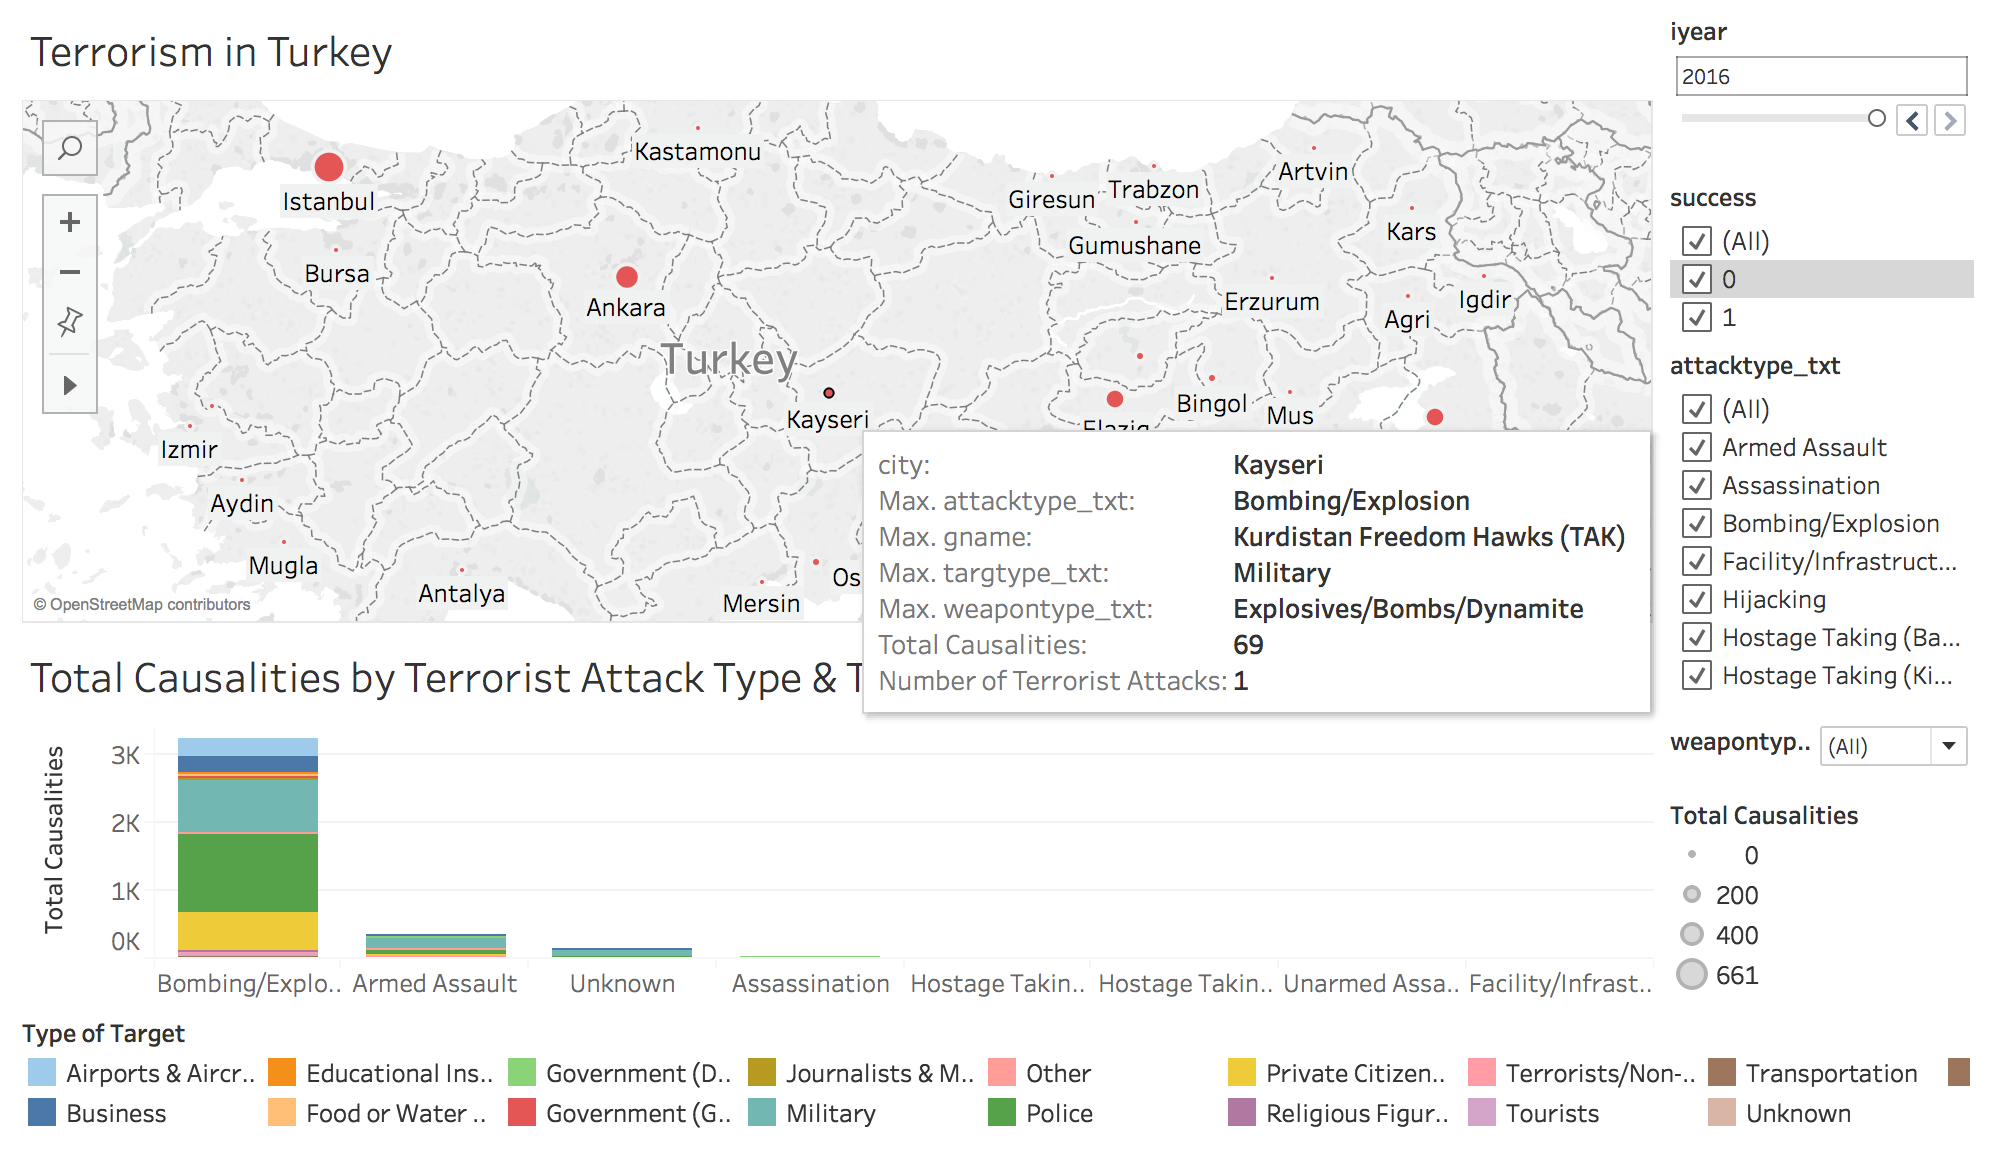 Terrorism in Turkey
iyear
2016
success
(All)
0
1
attacktype_txt
(All)
Armed Assault
Assassination
Bombing/Explosion
Facility/Infrastruct...
Hijacking
Hostage Taking (Ba...
Hostage Taking (Ki...
weapontyp..
(All)
Total Causalities
0
200
400
661
Kastamonu
Istanbul
Bursa
Ankara
Turkey
Kayseri
Giresun
Trabzon
Gumushane
Artvin
Kars
Erzurum
Igdir
Agri
Bingol
Mus
Elazig
Izmir
Aydin
Mugla
Antalya
Mersin
Os
© OpenStreetMap contributors
city: Kayseri
Max. attacktype_txt: Bombing/Explosion
Max. gname: Kurdistan Freedom Hawks (TAK)
Max. targtype_txt: Military
Max. weapontype_txt: Explosives/Bombs/Dynamite
Total Causalities: 69
Number of Terrorist Attacks: 1
Total Causalities by Terrorist Attack Type & T
Total Causalities
3K
2K
1K
0K
Bombing/Explo.. Armed Assault Unknown Assassination Hostage Takin.. Hostage Takin.. Unarmed Assa.. Facility/Infrast..
Type of Target
Airports & Aircr.. Educational Ins.. Government (D.. Journalists & M.. Other Private Citizen.. Terrorists/Non-.. Transportation
Business Food or Water .. Government (G.. Military Police Religious Figur.. Tourists Unknown